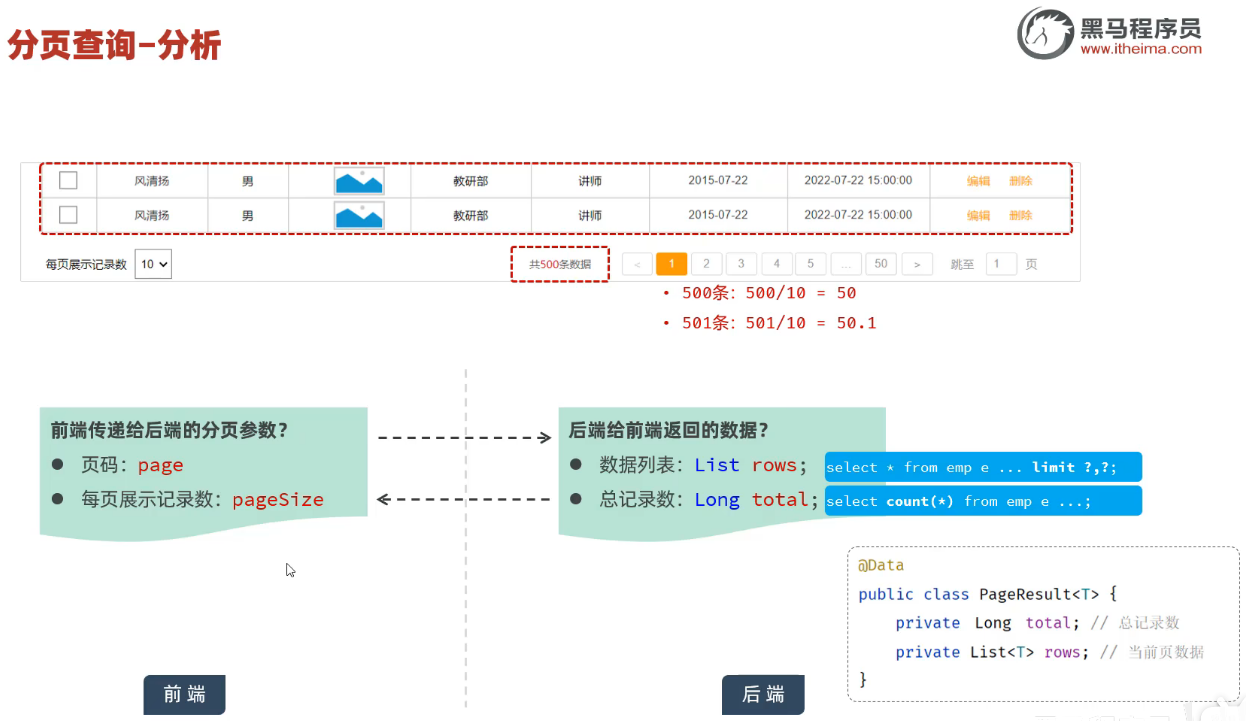 分页查询-分析
黑马程序员
www.itheima.com
风清扬 男 教研部 讲师 2015-07-22 2022-07-22 15:00:00 编辑 删除
风清扬 男 教研部 讲师 2015-07-22 2022-07-22 15:00:00 编辑 删除
每页展示记录数 10 共500条数据 < 1 2 3 4 5 ... 50 > 跳至 1 页
• 500条：500/10 = 50
• 501条：501/10 = 50.1
前端传递给后端的分页参数？
● 页码：page
● 每页展示记录数：pageSize
后端给前端返回的数据？
● 数据列表：List rows;
select * from emp e ... limit ?,?;
● 总记录数：Long total;
select count(*) from emp e ...;
@Data
public class PageResult<T> {
private Long total; // 总记录数
private List<T> rows; // 当前页数据
}
前 端
后 端